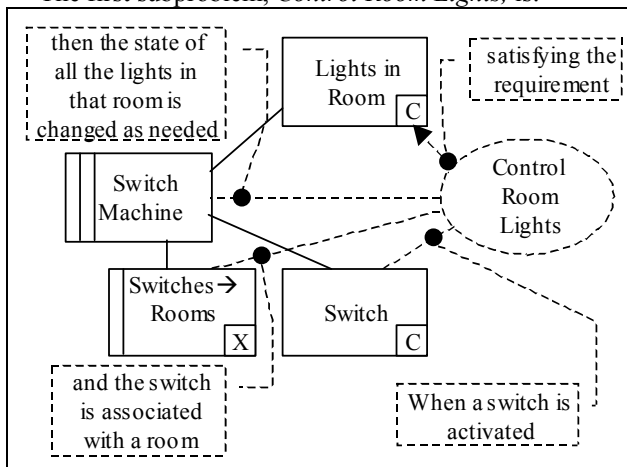 The first subproblem, Control Room Lights, is:
then the state of
all the lights in
that room is
changed as needed
Lights in
Room
C
satisfying the
requirement
Switch
Machine
Control
Room
Lights
Switches →
Rooms
X
Switch
C
and the switch
is associated
with a room
When a switch is
activated